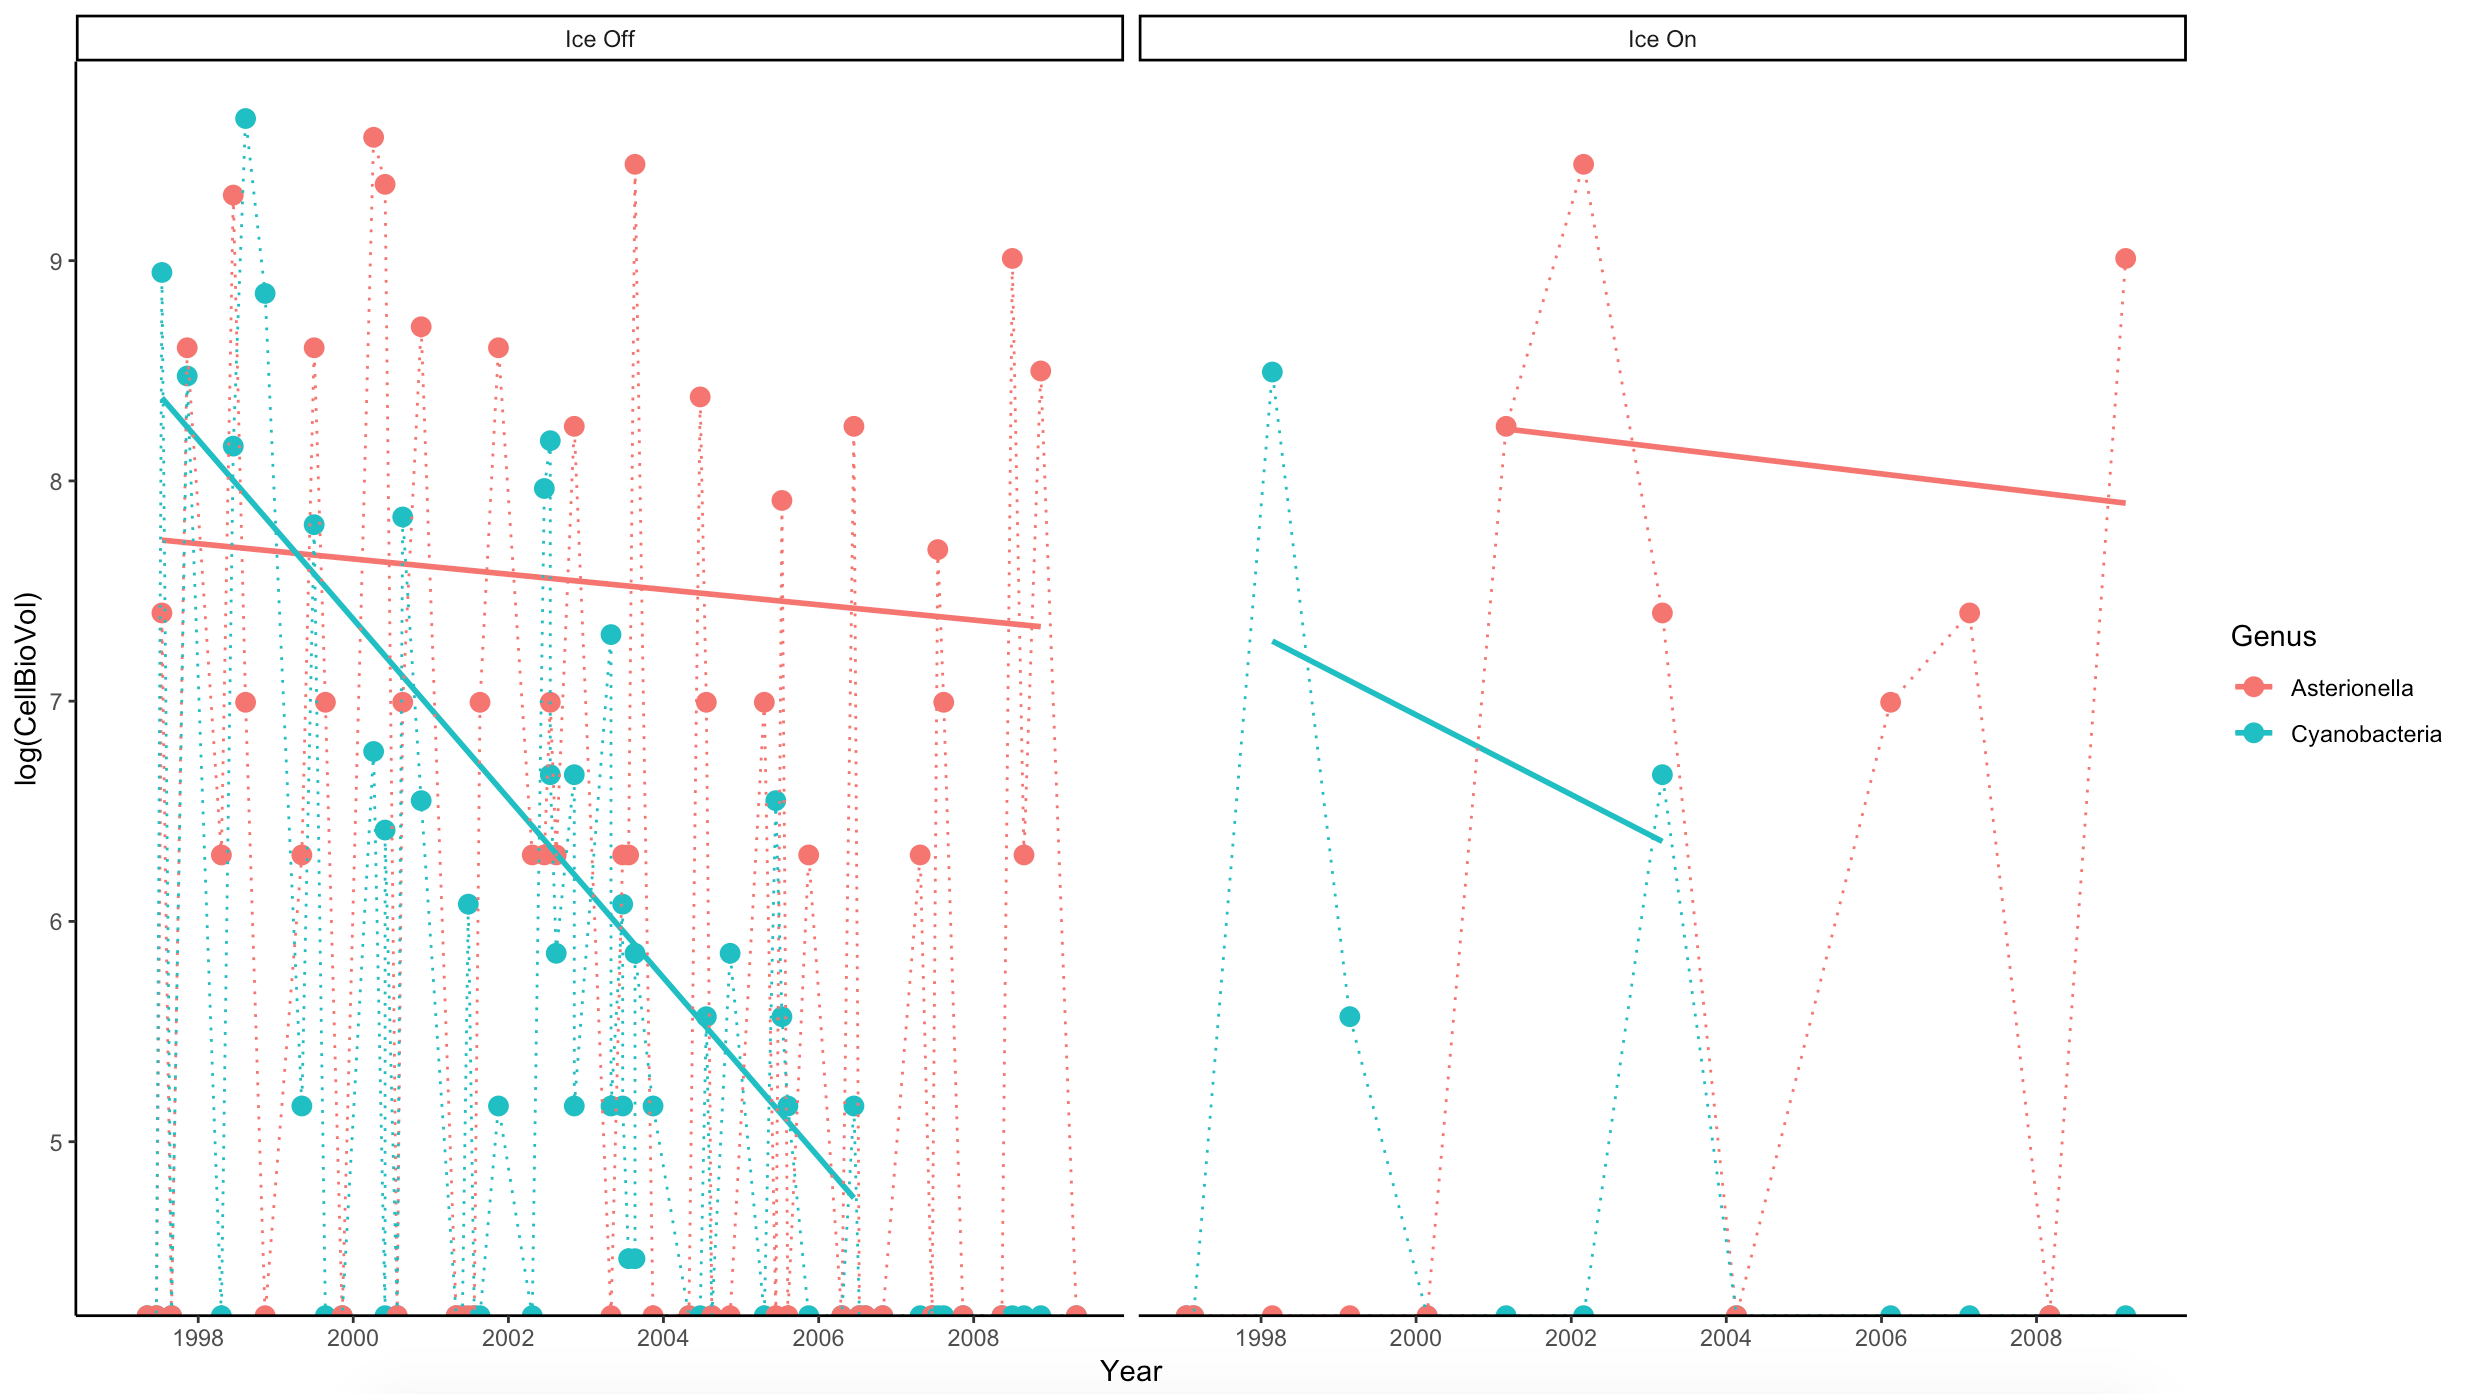 Ice Off
Ice On
log(CellBioVol)
9
8
7
6
5
1998 2000 2002 2004 2006 2008
1998 2000 2002 2004 2006 2008
Year
Genus
Asterionella
Cyanobacteria